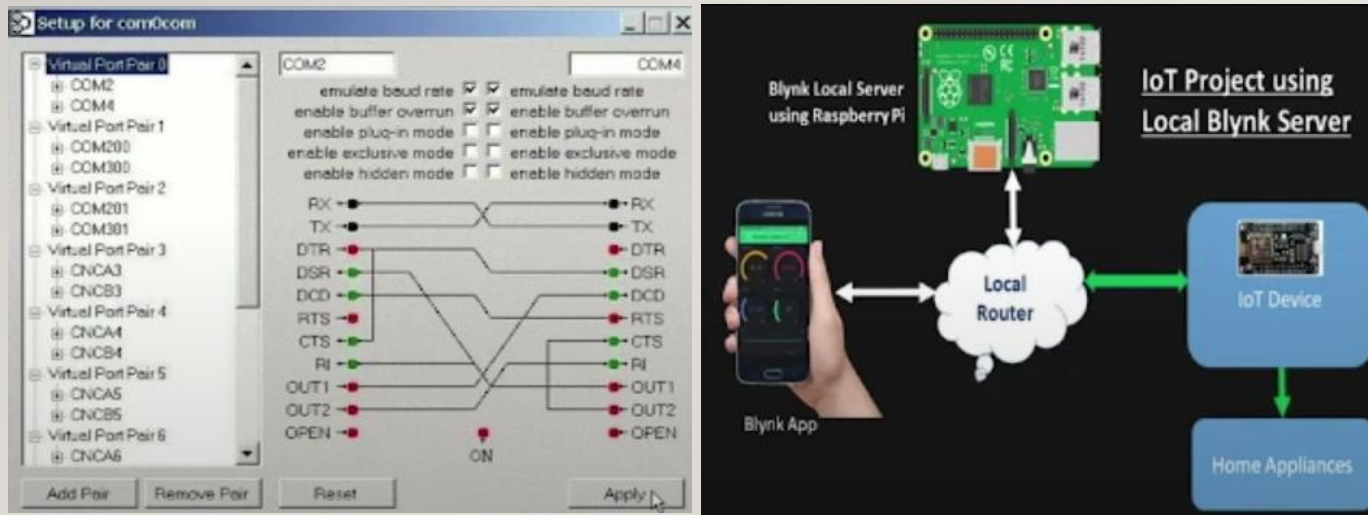 Setup for com0com
Virtual Port Pair 0
COM2
COM4
Virtual Port Pair 1
COM200
COM300
Virtual Port Pair 2
COM201
COM301
Virtual Port Pair 3
CNCA3
CNCB3
Virtual Port Pair 4
CNCA4
CNCB4
Virtual Port Pair 5
CNCA5
CNCB5
Virtual Port Pair 6
CNCA6
Add Pair
Remove Pair
COM2
COM4
emulate baud rate
emulate baud rate
enable buffer overrun
enable buffer overrun
enable plug-in mode
enable plug-in mode
enable exclusive mode
enable exclusive mode
enable hidden mode
enable hidden mode
RX
RX
TX
TX
DTR
DTR
DSR
DSR
DCD
DCD
RTS
RTS
CTS
CTS
RI
RI
OUT1
OUT1
OUT2
OUT2
OPEN
OPEN
ON
Reset
Apply
Blynk Local Server
using Raspberry Pi
IoT Project using
Local Blynk Server
Local
Router
IoT Device
Blynk App
Home Appliances